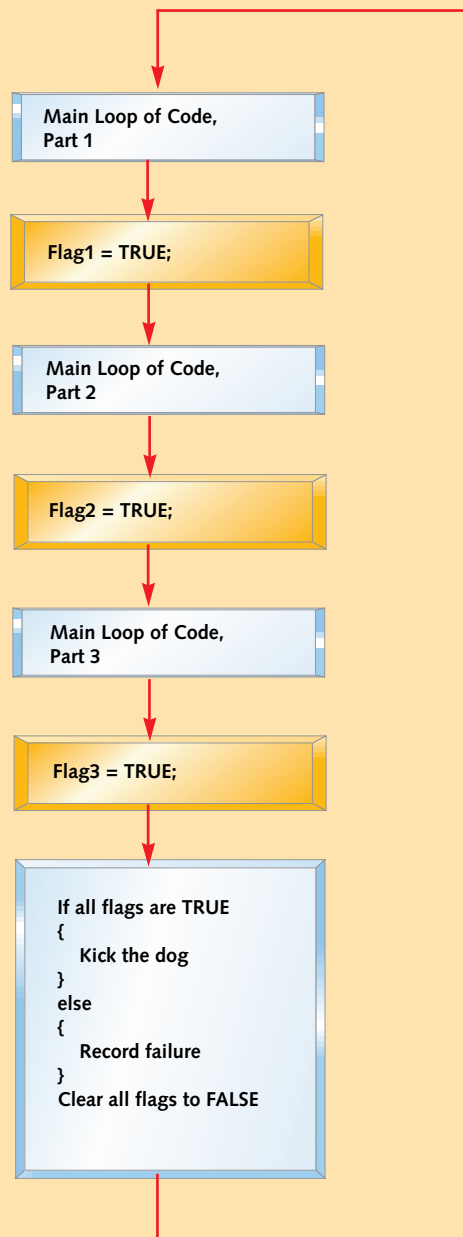 Main Loop of Code,
Part 1
Flag1 = TRUE;
Main Loop of Code,
Part 2
Flag2 = TRUE;
Main Loop of Code,
Part 3
Flag3 = TRUE;
If all flags are TRUE
{
Kick the dog
}
else
{
Record failure
}
Clear all flags to FALSE